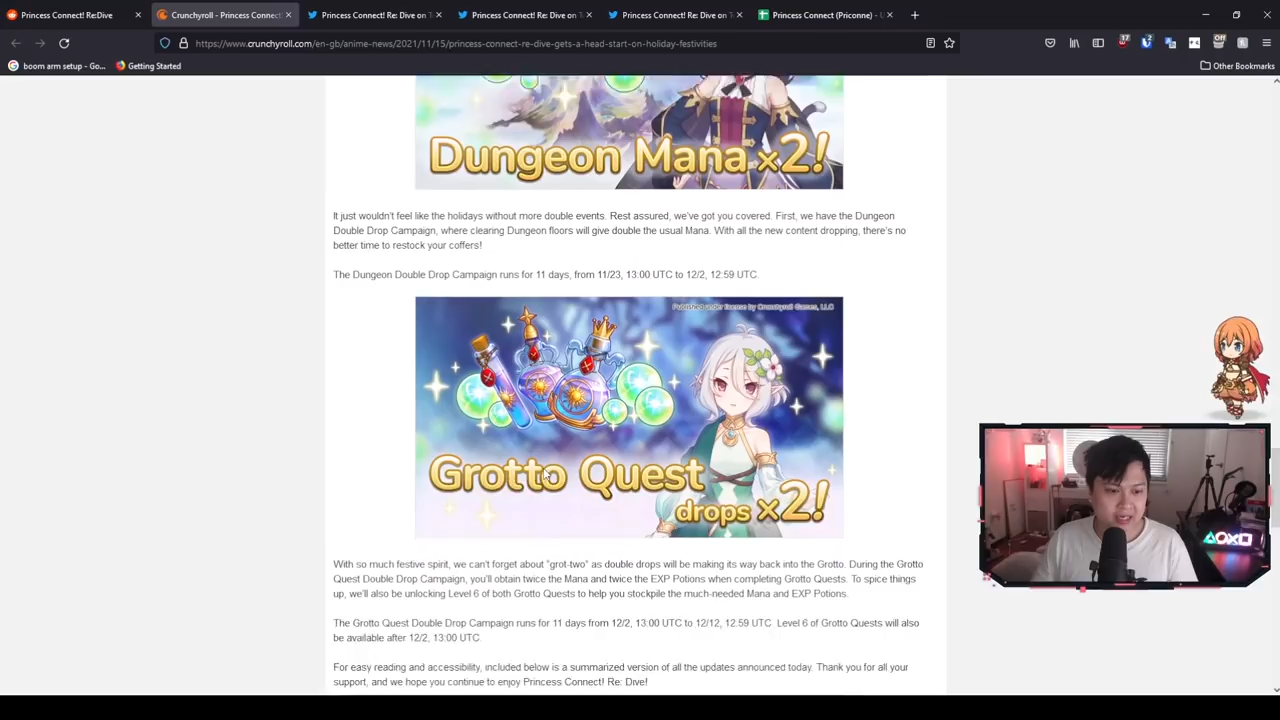 Princess Connect! Re:Dive
Crunchyroll - Princess Connect!
Princess Connect! Re: Dive on T
Princess Connect! Re: Dive on T
Princess Connect! Re: Dive on T
Princess Connect (Priconne) - U
https://www.crunchyroll.com/en-gb/anime-news/2021/11/15/princess-connect-re-dive-gets-a-head-start-on-holiday-festivities
17
2
Off
boom arm setup - Go...
Getting Started
Other Bookmarks
Dungeon Mana x2!
It just wouldn't feel like the holidays without more double events. Rest assured, we've got you covered. First, we have the Dungeon
Double Drop Campaign, where clearing Dungeon floors will give double the usual Mana. With all the new content dropping, there's no
better time to restock your coffers!
The Dungeon Double Drop Campaign runs for 11 days, from 11/23, 13:00 UTC to 12/2, 12:59 UTC.
Published under license by Crunchyroll Games, LLC
Grotto Quest
drops x2!
With so much festive spirit, we can't forget about "grot-two" as double drops will be making its way back into the Grotto. During the Grotto
Quest Double Drop Campaign, you'll obtain twice the Mana and twice the EXP Potions when completing Grotto Quests. To spice things
up, we'll also be unlocking Level 6 of both Grotto Quests to help you stockpile the much-needed Mana and EXP Potions.
The Grotto Quest Double Drop Campaign runs for 11 days from 12/2, 13:00 UTC to 12/12, 12:59 UTC. Level 6 of Grotto Quests will also
be available after 12/2, 13:00 UTC.
For easy reading and accessibility, included below is a summarized version of all the updates announced today. Thank you for all your
support, and we hope you continue to enjoy Princess Connect! Re: Dive!